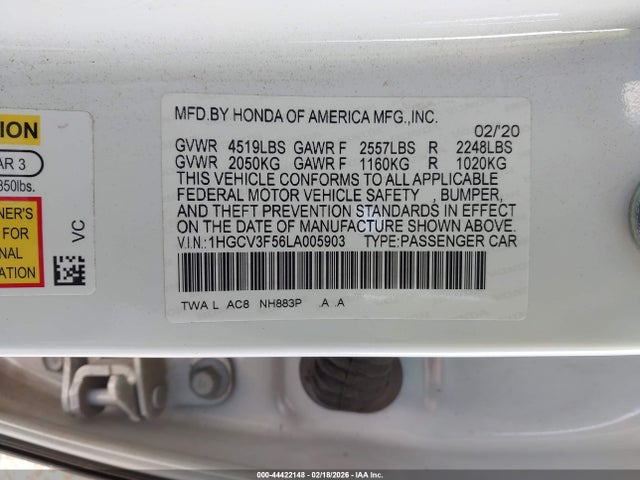 ION
AR 3
850lbs.
NER'S
FOR
NAL
ATION
VC
MFD.BY HONDA OF AMERICA MFG.,INC.
02/'20
GVWR 4519LBS GAWR F 2557LBS R 2248LBS
GVWR 2050KG GAWR F 1160KG R 1020KG
THIS VEHICLE CONFORMS TO ALL APPLICABLE
FEDERAL MOTOR VEHICLE SAFETY , BUMPER,
AND THEFT PREVENTION STANDARDS IN EFFECT
ON THE DATE OF MANUFACTURE SHOWN ABOVE.
V.I.N.:1HGCV3F56LA005903 TYPE:PASSENGER CAR
TWA L AC8 NH883P .A .A
000-44422148 - 02/18/2026 - IAA Inc.